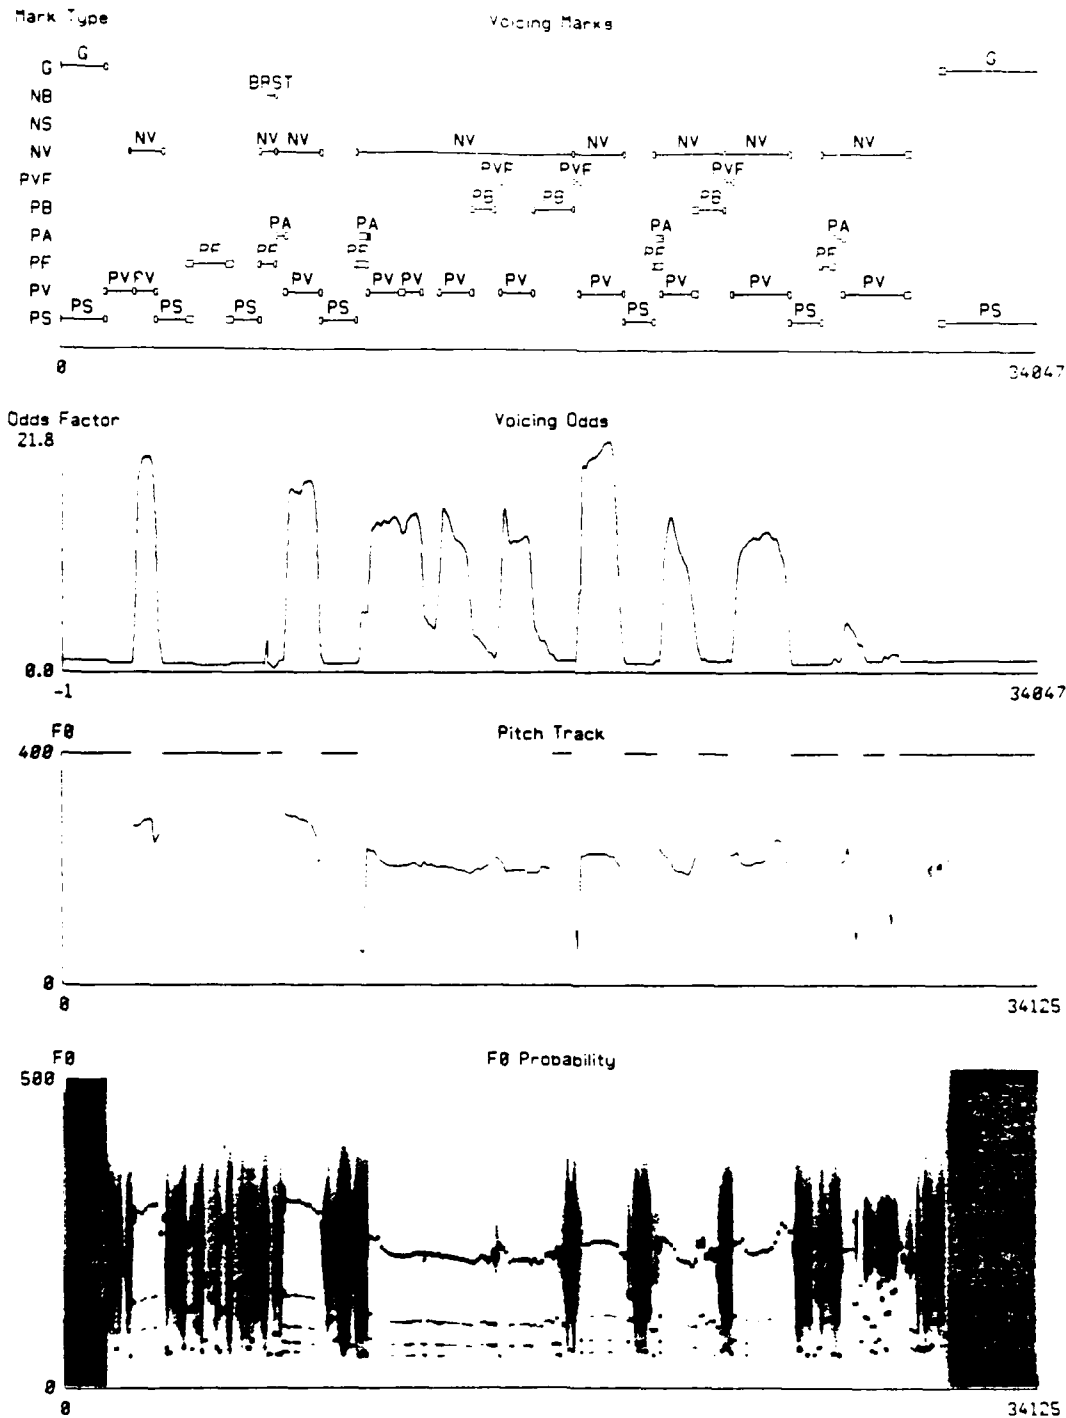 Mark Type
Voicing Marks
G G G
NB BRST
NS
NV NV NV NV NV NV NV NV NV
PVF PVF PVF
PB PB PB PB
PA PA PA PA PA
PF PF PF PF PF PF
PV PV PV PV PV PV PV PV PV PV PV PV
PS PS PS PS PS PS PS PS
0 34047
Odds Factor Voicing Odds
21.8
0.0
-1 34047
F0 Pitch Track
400
0
0 34125
F0 F0 Probability
500
0
0 34125